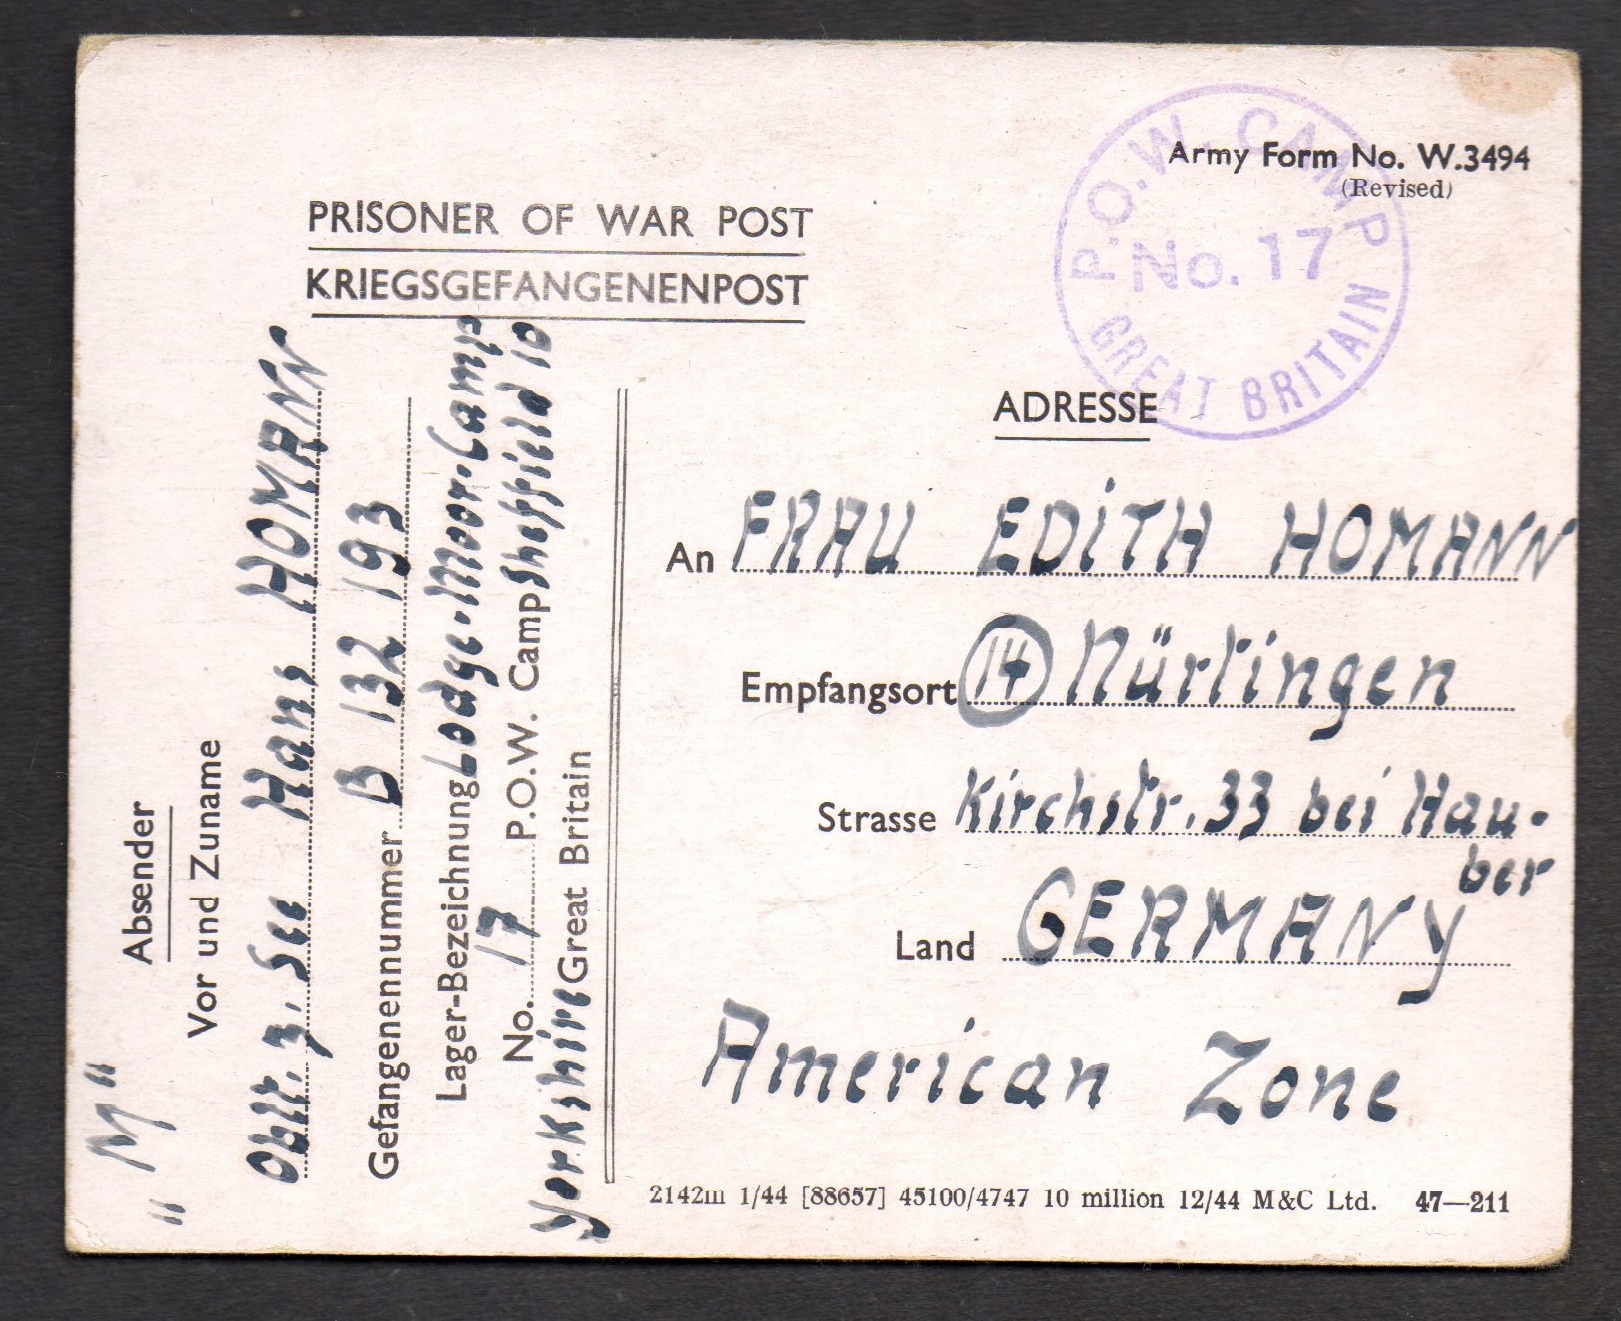 Army Form No. W.3494
(Revised)
P.O.W. CAMP
No. 17
GREAT BRITAIN
PRISONER OF WAR POST
KRIEGSGEFANGENENPOST
ADRESSE
An FRAU EDITH HOMANN
Empfangsort 14 Nürtingen
Strasse Kirchstr. 33 bei Hau-
ber
Land GERMANY
American Zone
2142m 1/44 [88657] 45100/4747 10 million 12/44 M&C Ltd. 47—211
"M"
Absender
Vor und Zuname
Oblt. z. See Hans HOMANN
Gefangenennummer B 132 193
Lager-Bezeichnung Lodge-Moor-Camp
No. 17 P.O.W. Camp Sheffield 10
Yorkshire Great Britain